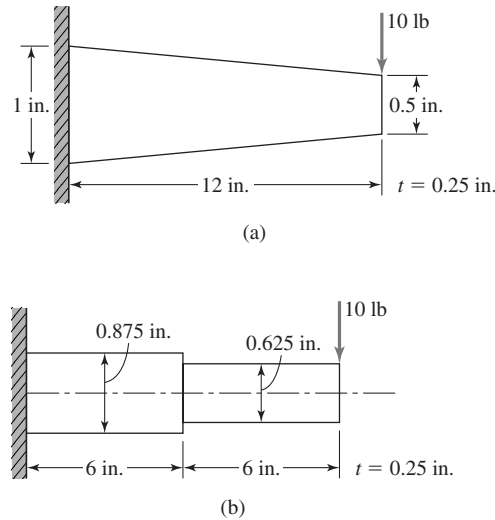 10 lb
1 in.
0.5 in.
12 in.
t = 0.25 in.
(a)
10 lb
0.875 in.
0.625 in.
6 in.
6 in.
t = 0.25 in.
(b)